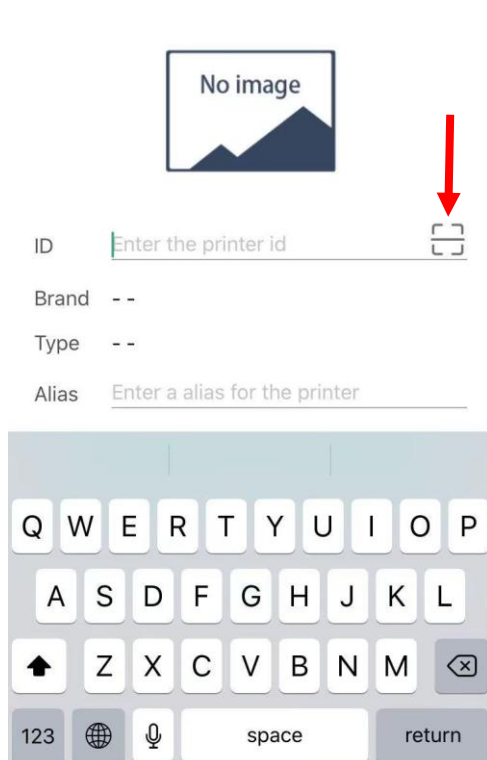 No image
ID Enter the printer id
Brand --
Type --
Alias Enter a alias for the printer
Q W E R T Y U I O P
A S D F G H J K L
Z X C V B N M
123 space return